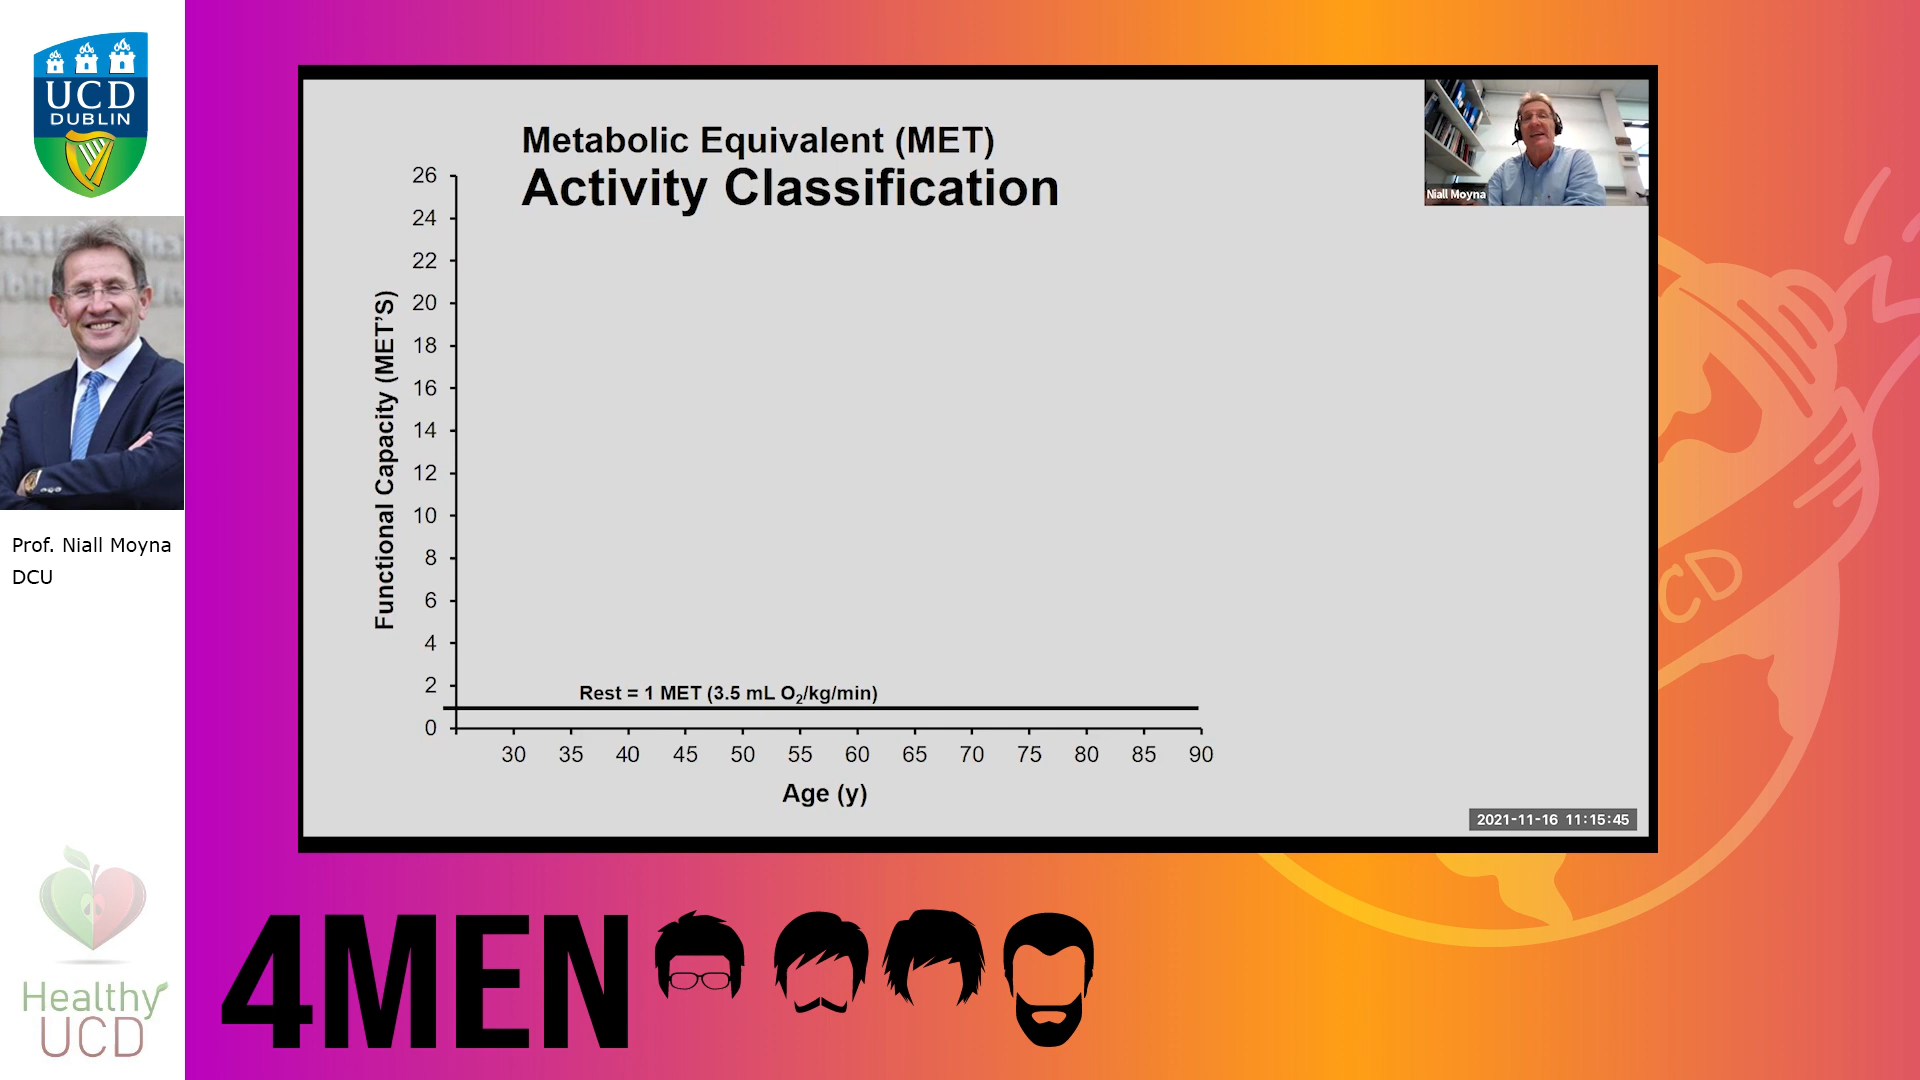 UCD
DUBLIN
Prof. Niall Moyna
DCU
Healthy
UCD
Metabolic Equivalent (MET)
Activity Classification
Niall Moyna
Functional Capacity (MET'S)
26
24
22
20
18
16
14
12
10
8
6
4
2
0
Rest = 1 MET (3.5 mL O₂/kg/min)
30 35 40 45 50 55 60 65 70 75 80 85 90
Age (y)
2021-11-16 11:15:45
4MEN
CD